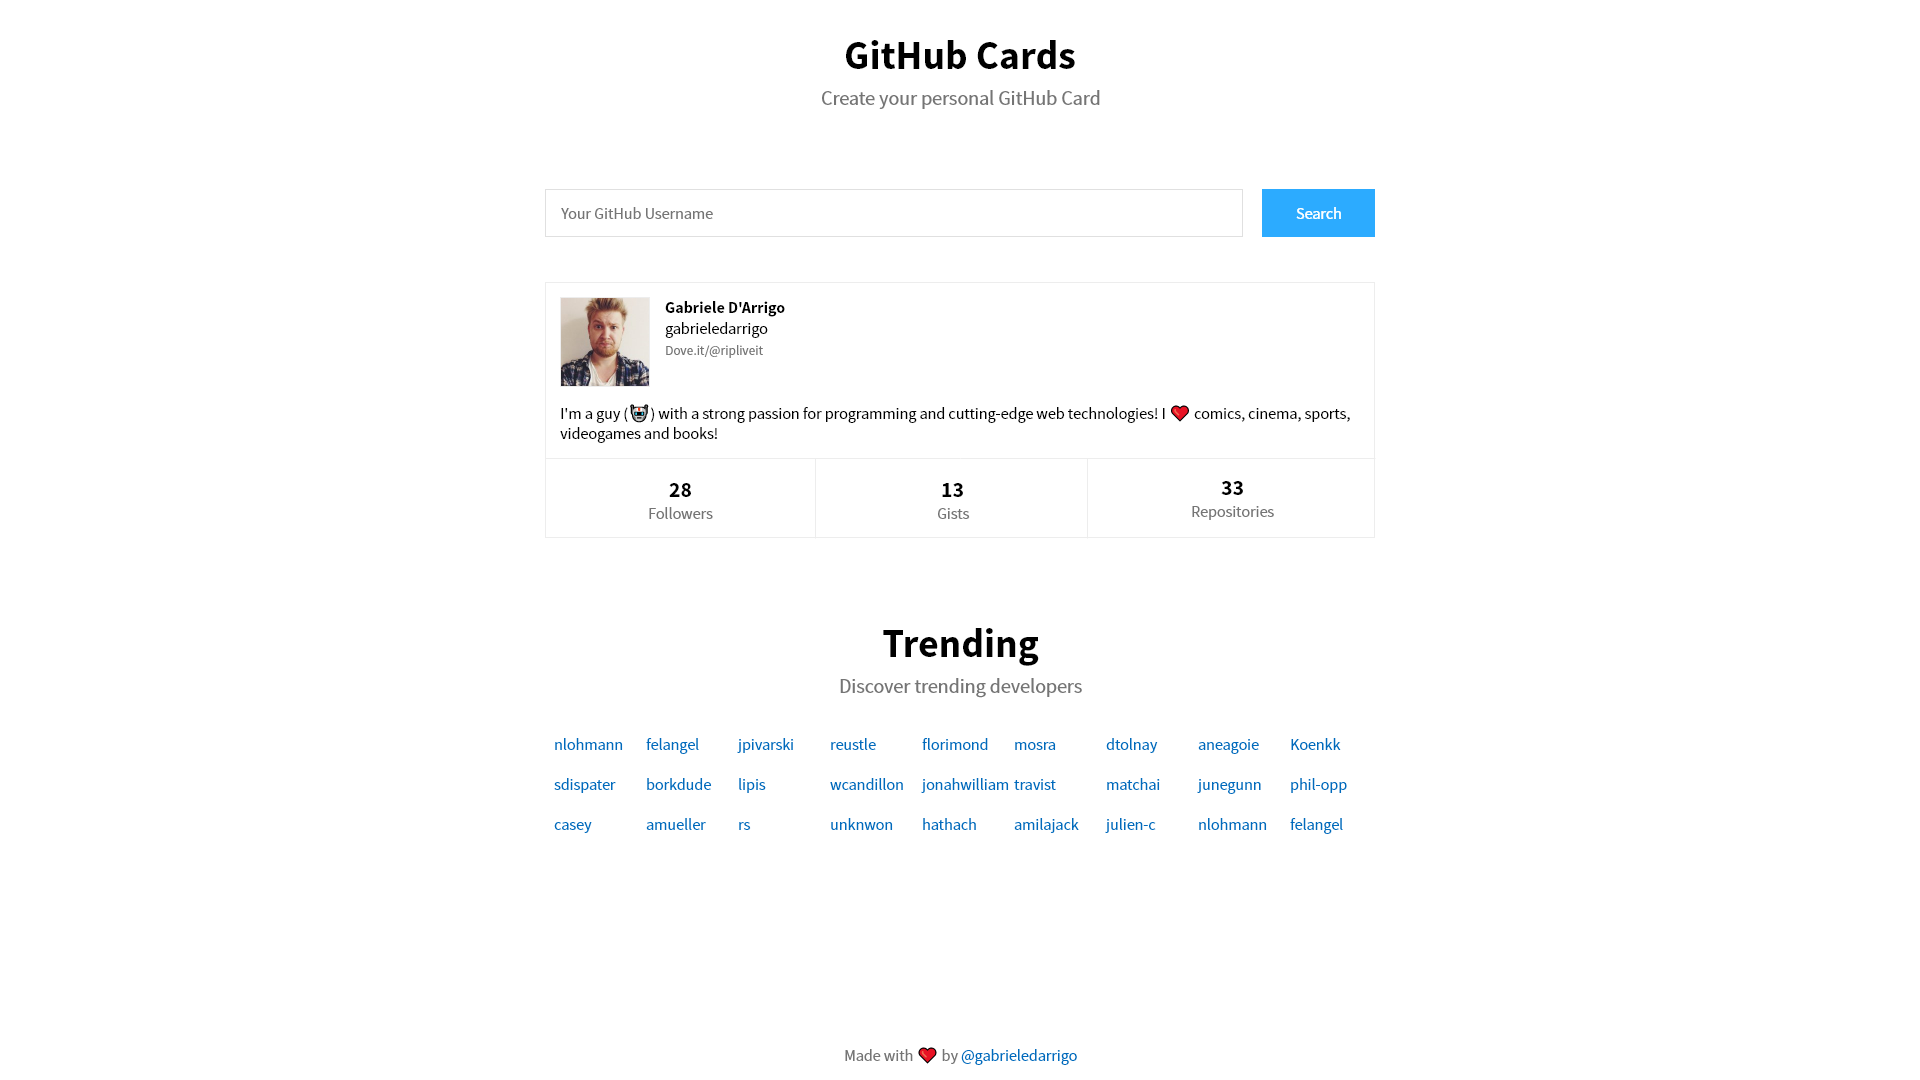 GitHub Cards
Create your personal GitHub Card
Your GitHub Username
Search
Gabriele D'Arrigo
gabrieledarrigo
Dove.it/@ripliveit
I'm a guy (🤖) with a strong passion for programming and cutting-edge web technologies! I ❤️ comics, cinema, sports,
videogames and books!
28 13 33
Followers Gists Repositories
Trending
Discover trending developers
nlohmann felangel jpivarski reustle florimond mosra dtolnay aneagoie Koenkk
sdispater borkdude lipis wcandillon jonahwilliam travist matchai junegunn phil-opp
casey amueller rs unknwon hathach amilajack julien-c nlohmann felangel
Made with ❤️ by @gabrieledarrigo